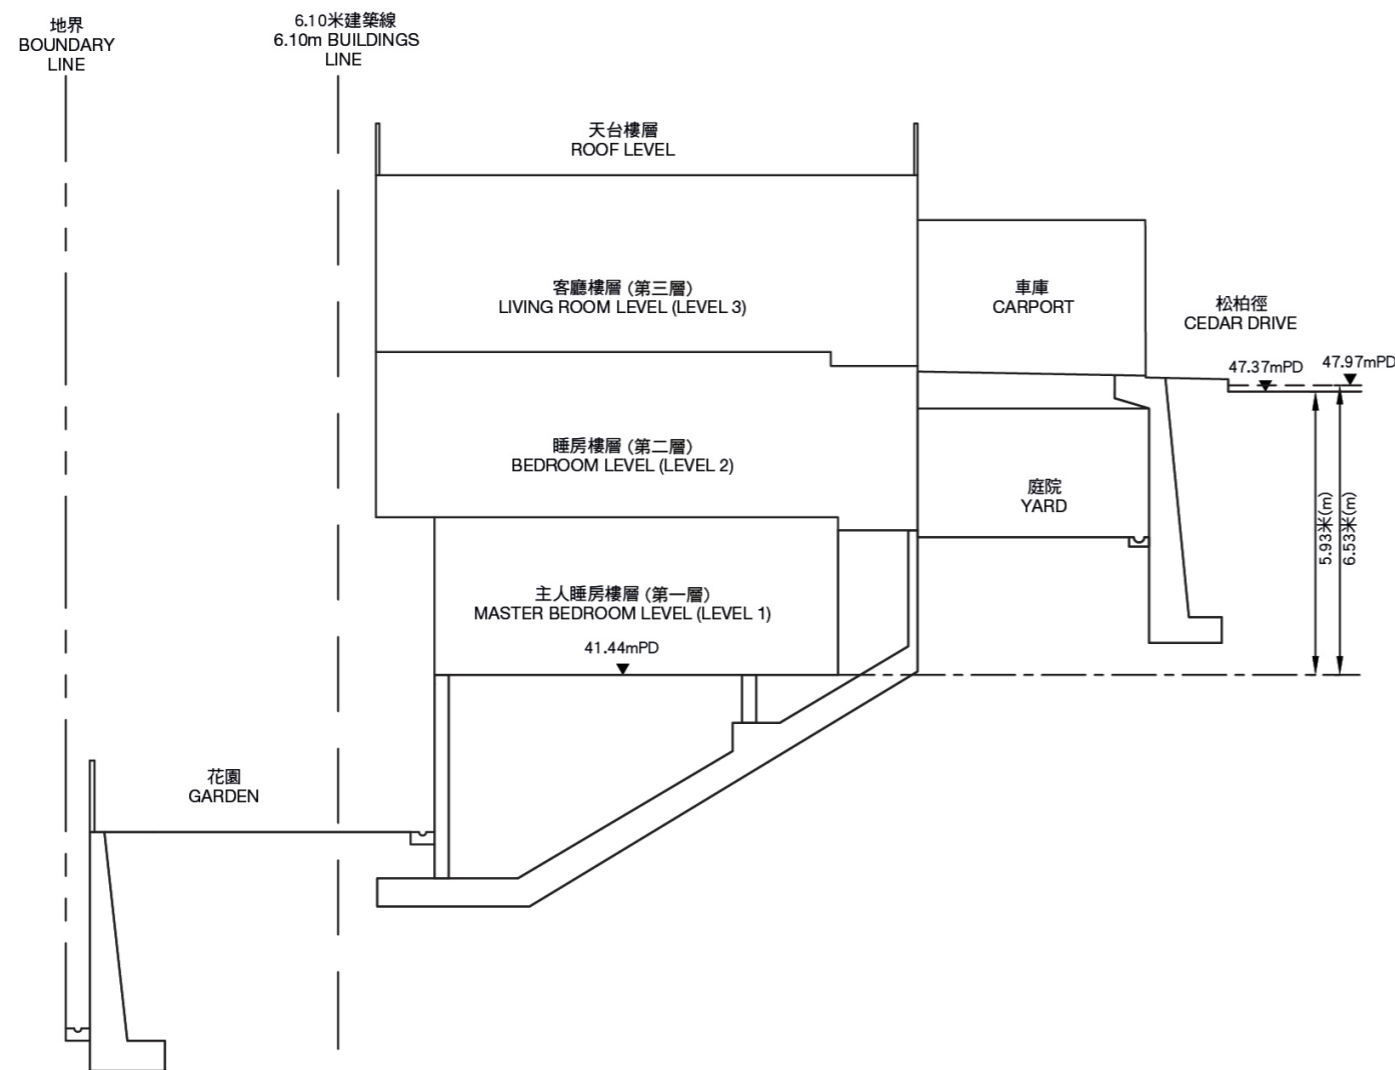 地界
BOUNDARY
LINE
6.10米建築線
6.10m BUILDINGS
LINE
天台樓層
ROOF LEVEL
客廳樓層 (第三層)
LIVING ROOM LEVEL (LEVEL 3)
車庫
CARPORT
松柏徑
CEDAR DRIVE
47.37mPD
47.97mPD
睡房樓層 (第二層)
BEDROOM LEVEL (LEVEL 2)
庭院
YARD
5.93米(m)
6.53米(m)
主人睡房樓層 (第一層)
MASTER BEDROOM LEVEL (LEVEL 1)
41.44mPD
花園
GARDEN